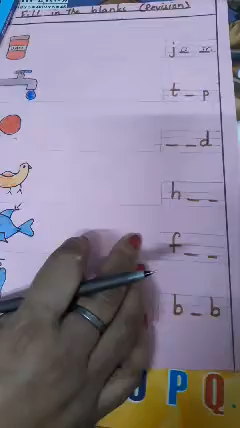 Fill in the blanks (Revision)
j a m
t _ p
_ _ d
h _ _
f _ _
b _ b
P Q